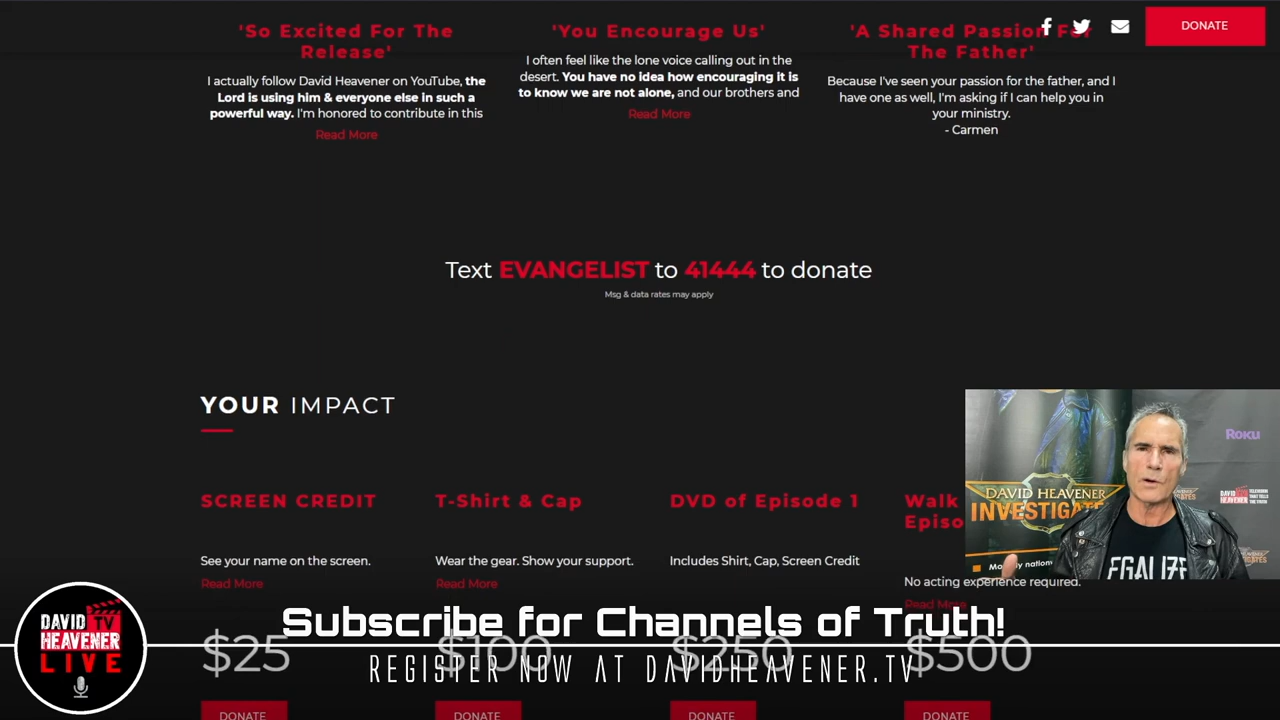 'So Excited For The
Release'
I actually follow David Heavener on YouTube, the
Lord is using him & everyone else in such a
powerful way. I'm honored to contribute in this
Read More
'You Encourage Us'
I often feel like the lone voice calling out in the
desert. You have no idea how encouraging it is
to know we are not alone, and our brothers and
Read More
'A Shared Passion For
The Father'
Because I've seen your passion for the father, and I
have one as well, I'm asking if I can help you in
your ministry.
- Carmen
DONATE
Text EVANGELIST to 41444 to donate
Msg & data rates may apply
YOUR IMPACT
SCREEN CREDIT
See your name on the screen.
Read More
$25
DONATE
T-Shirt & Cap
Wear the gear. Show your support.
Read More
$100
DONATE
DVD of Episode 1
Includes Shirt, Cap, Screen Credit
$250
DONATE
Walk
Episo
No acting experience required.
Read More
$500
DONATE
ROKU
DAVID HEAVENER
INVESTIGATE
EGALIZE
Subscribe for Channels of Truth!
REGISTER NOW AT DAVIDHEAVENER.TV
DAVID TV
HEAVENER
LIVE